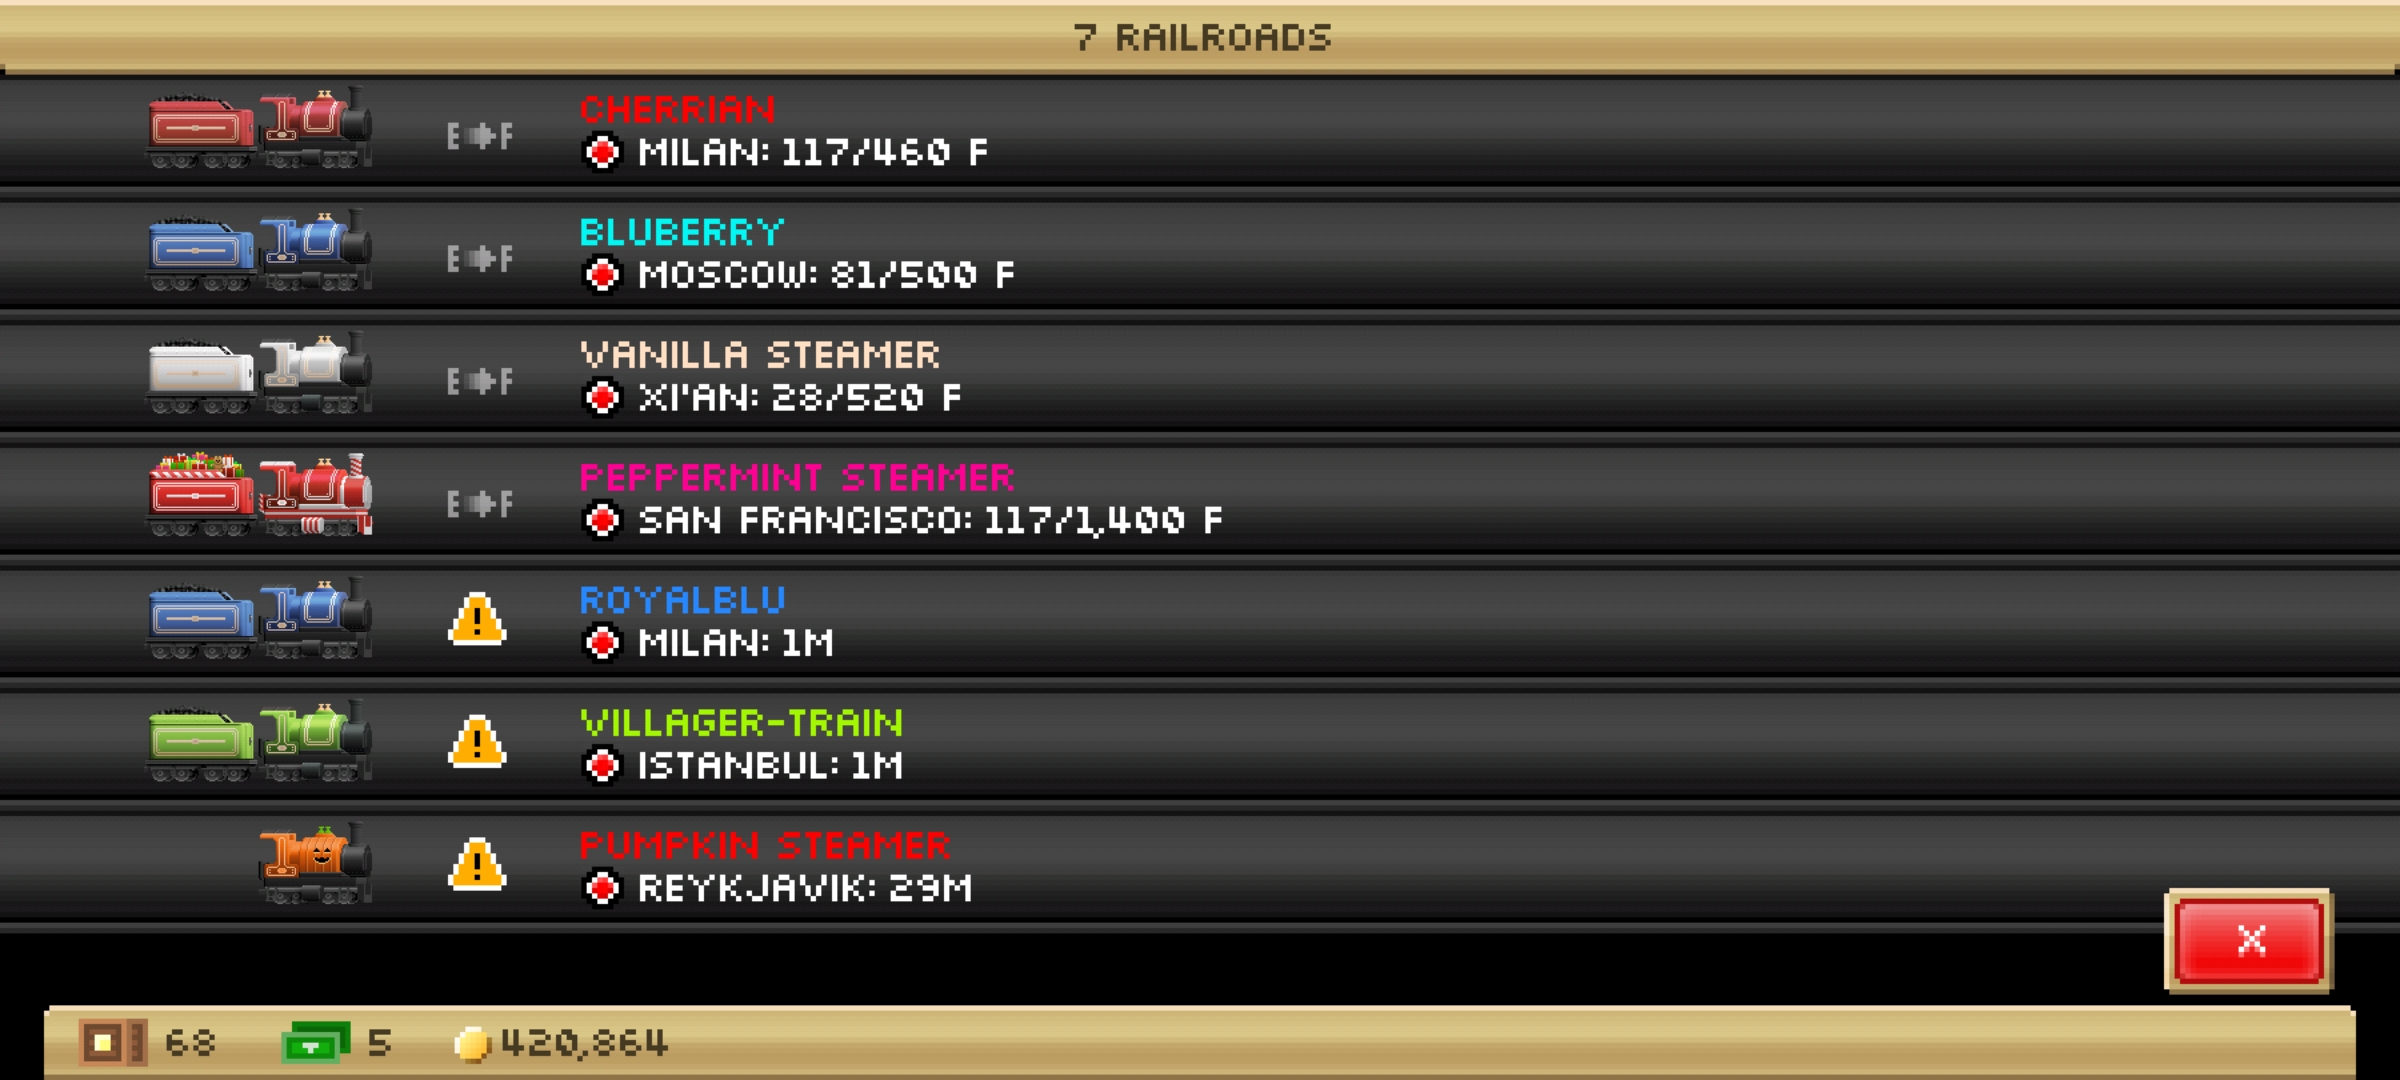 7 RAILROADS
CHERRIAN
E F
MILAN: 117/460 F
BLUBERRY
E F
MOSCOW: 81/500 F
VANILLA STEAMER
E F
XI'AN: 28/520 F
PEPPERMINT STEAMER
E F
SAN FRANCISCO: 117/1,400 F
ROYALBLU
!
MILAN: 1M
VILLAGER-TRAIN
!
ISTANBUL: 1M
PUMPKIN STEAMER
!
REYKJAVIK: 29M
X
68 5 420,864